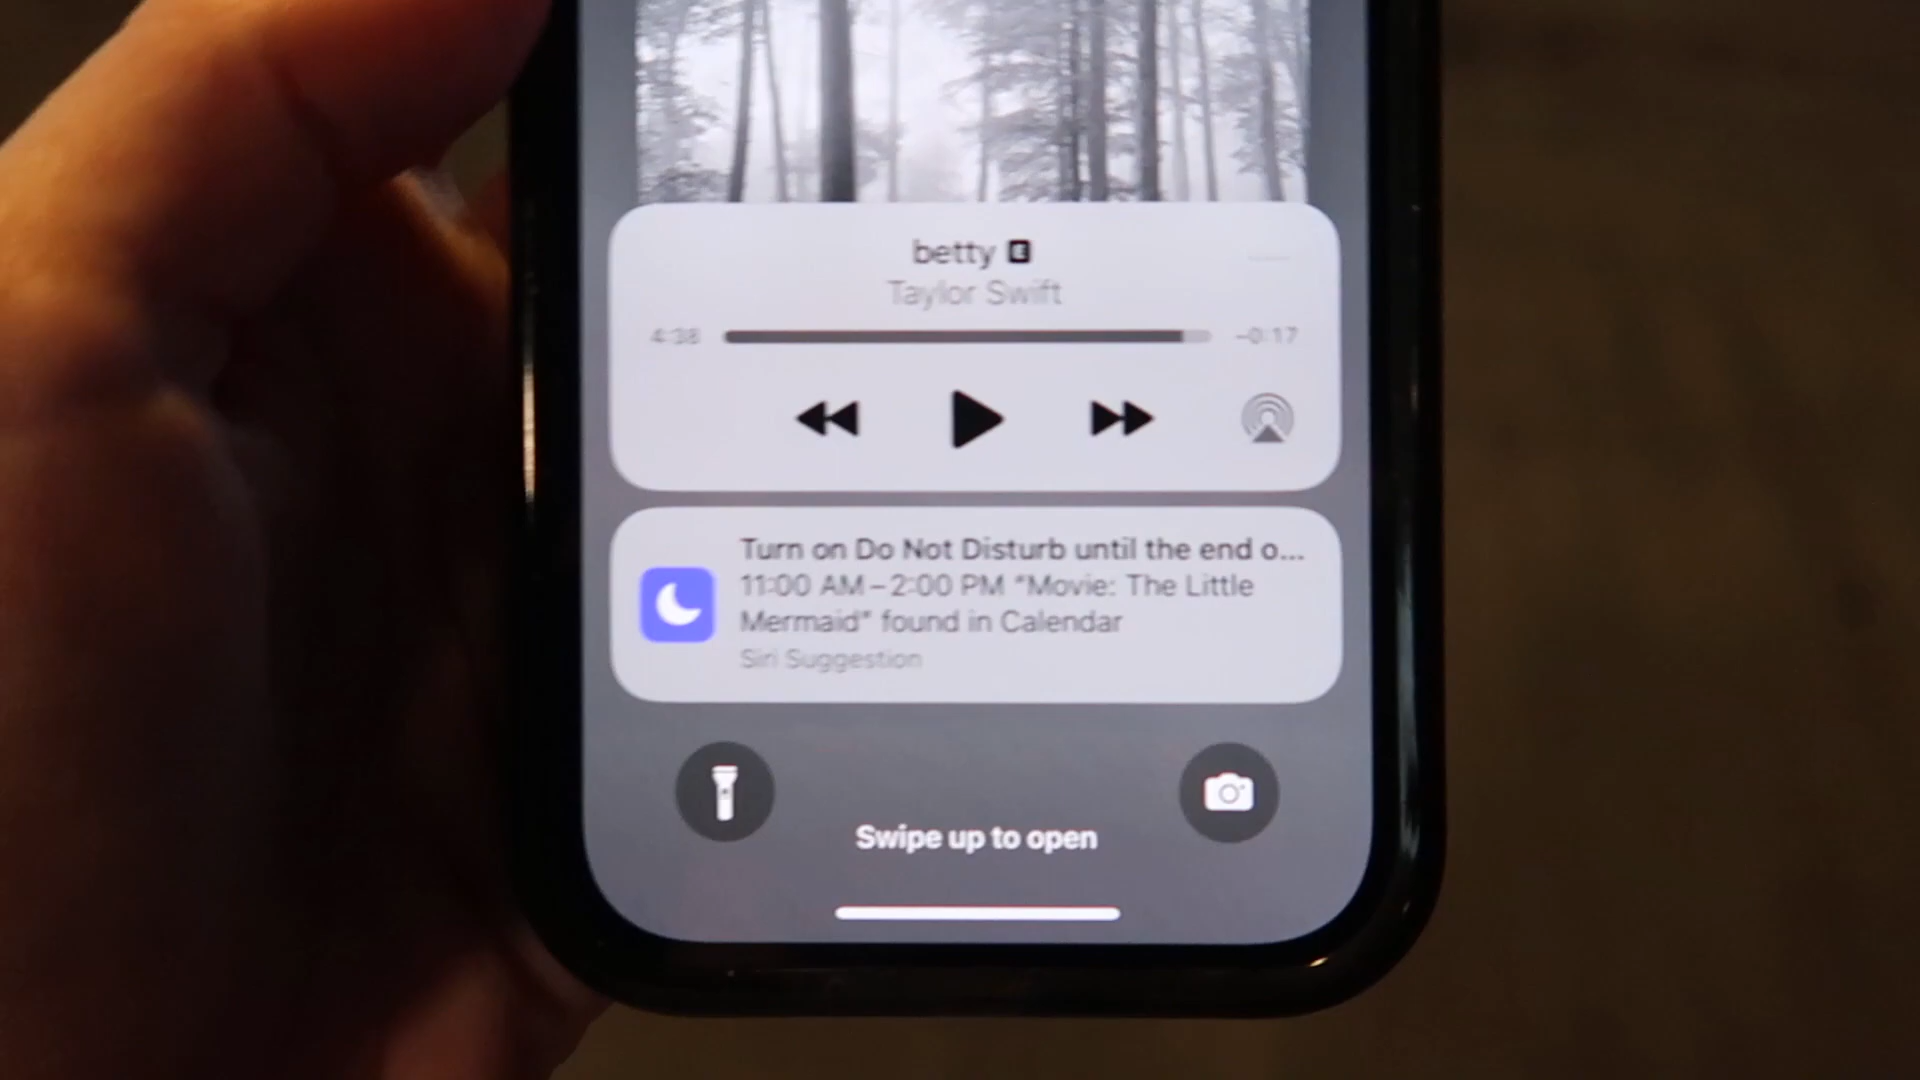 betty E
Taylor Swift
4:38
-0:17
Turn on Do Not Disturb until the end o...
11:00 AM–2:00 PM "Movie: The Little
Mermaid" found in Calendar
Siri Suggestion
Swipe up to open